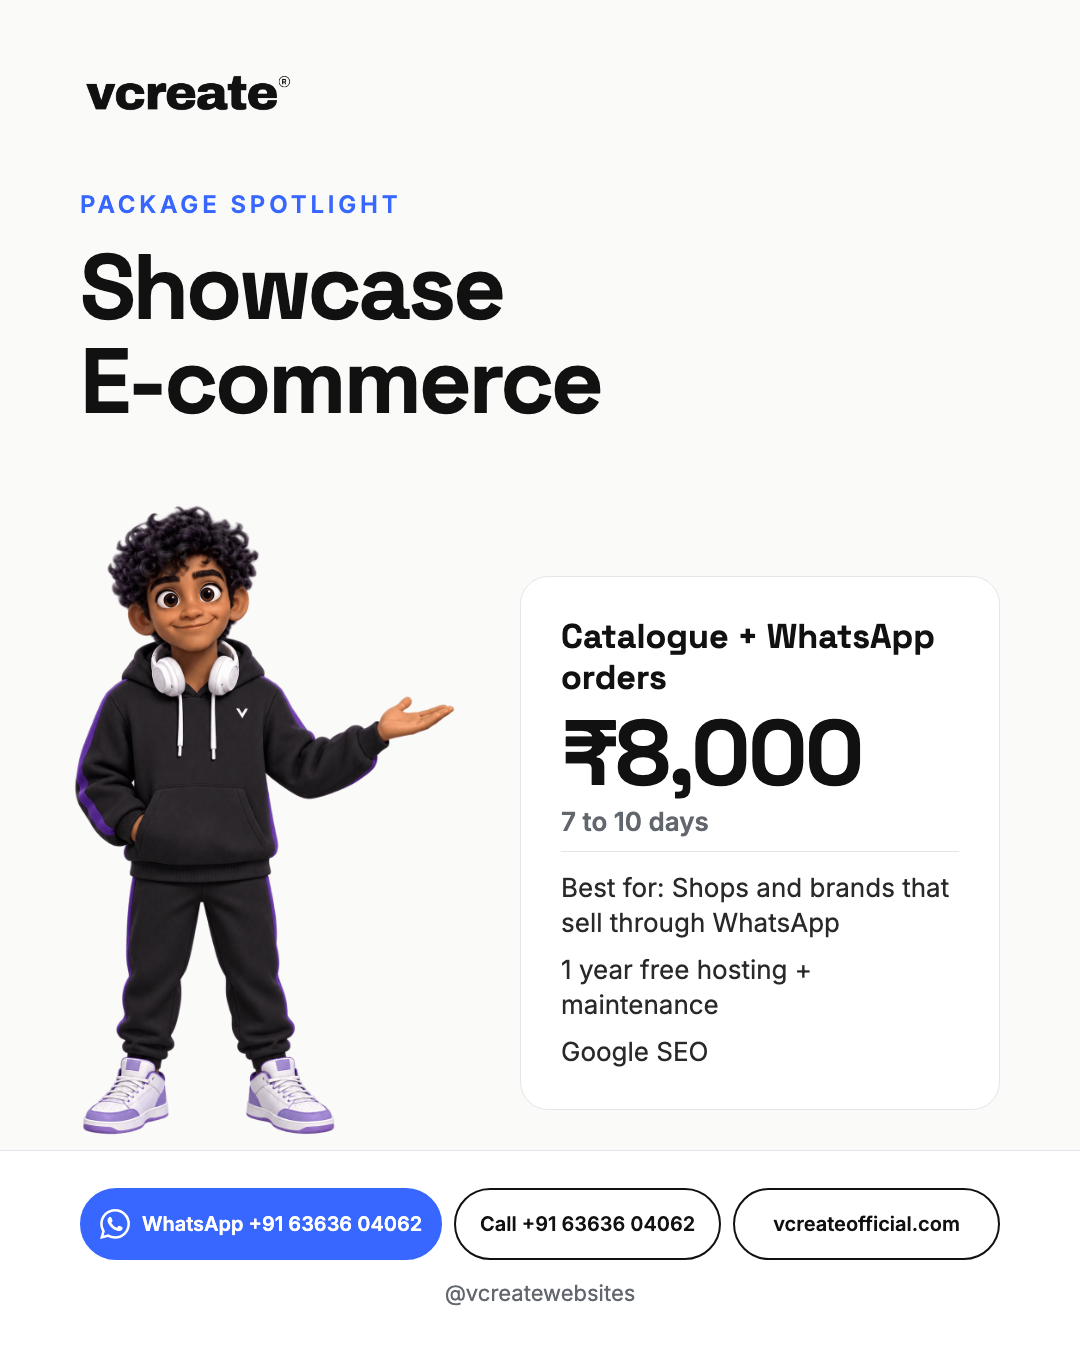 vcreate®
PACKAGE SPOTLIGHT
Showcase
E-commerce
Catalogue + WhatsApp
orders
₹8,000
7 to 10 days
Best for: Shops and brands that
sell through WhatsApp
1 year free hosting +
maintenance
Google SEO
WhatsApp +91 63636 04062
Call +91 63636 04062
vcreateofficial.com
@vcreatewebsites